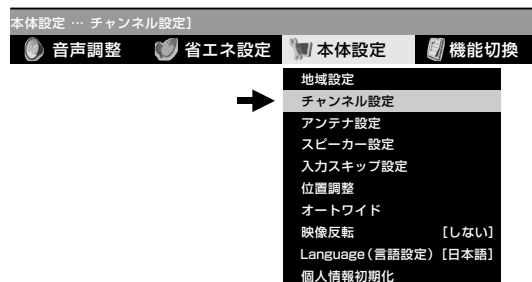 本体設定 … チャンネル設定]
音声調整 省エネ設定 本体設定 機能切換
地域設定
チャンネル設定
アンテナ設定
スピーカー設定
入力スキップ設定
位置調整
オートワイド
映像反転 [しない]
Language(言語設定) [日本語]
個人情報初期化